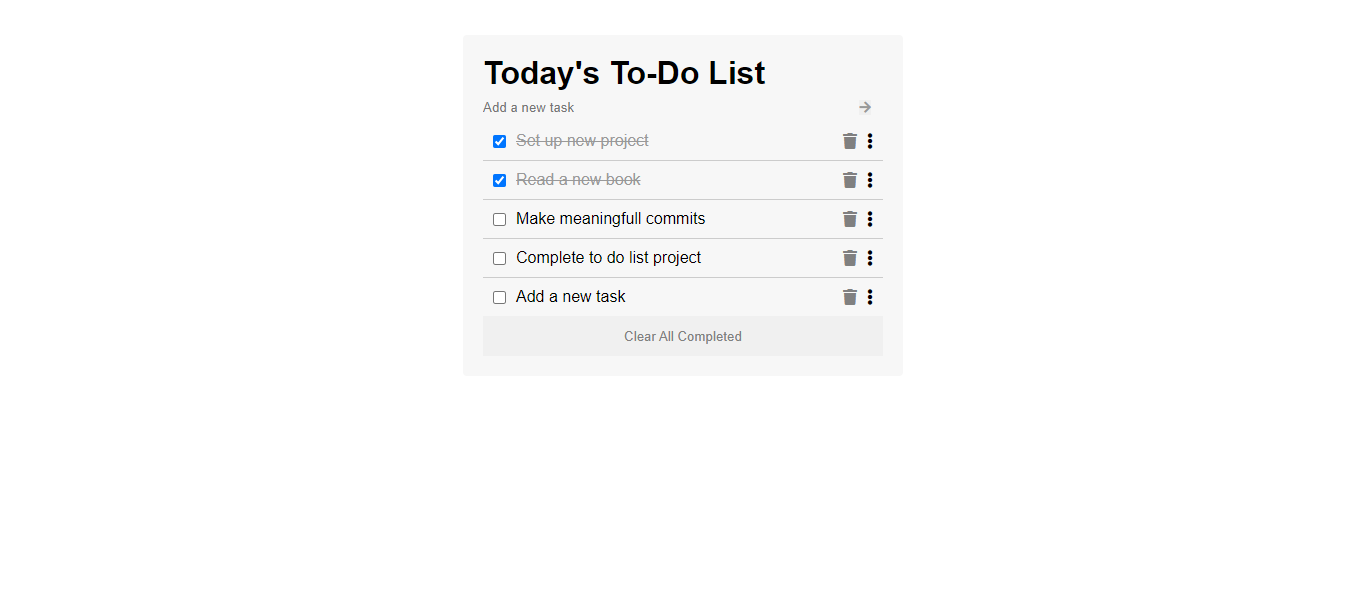 Today's To-Do List
Add a new task
Set up new project
Read a new book
Make meaningfull commits
Complete to do list project
Add a new task
Clear All Completed